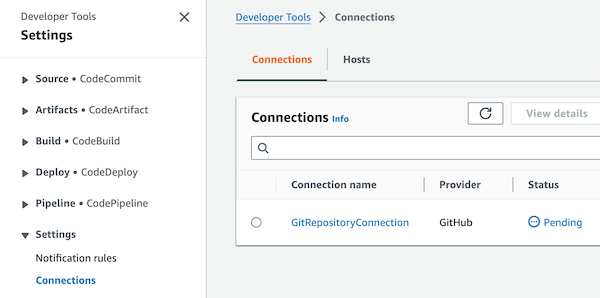 Developer Tools
Settings
Source • CodeCommit
Artifacts • CodeArtifact
Build • CodeBuild
Deploy • CodeDeploy
Pipeline • CodePipeline
Settings
Notification rules
Connections
Developer Tools > Connections
Connections Hosts
Connections Info
View details
Connection name Provider Status
GitRepositoryConnection GitHub Pending